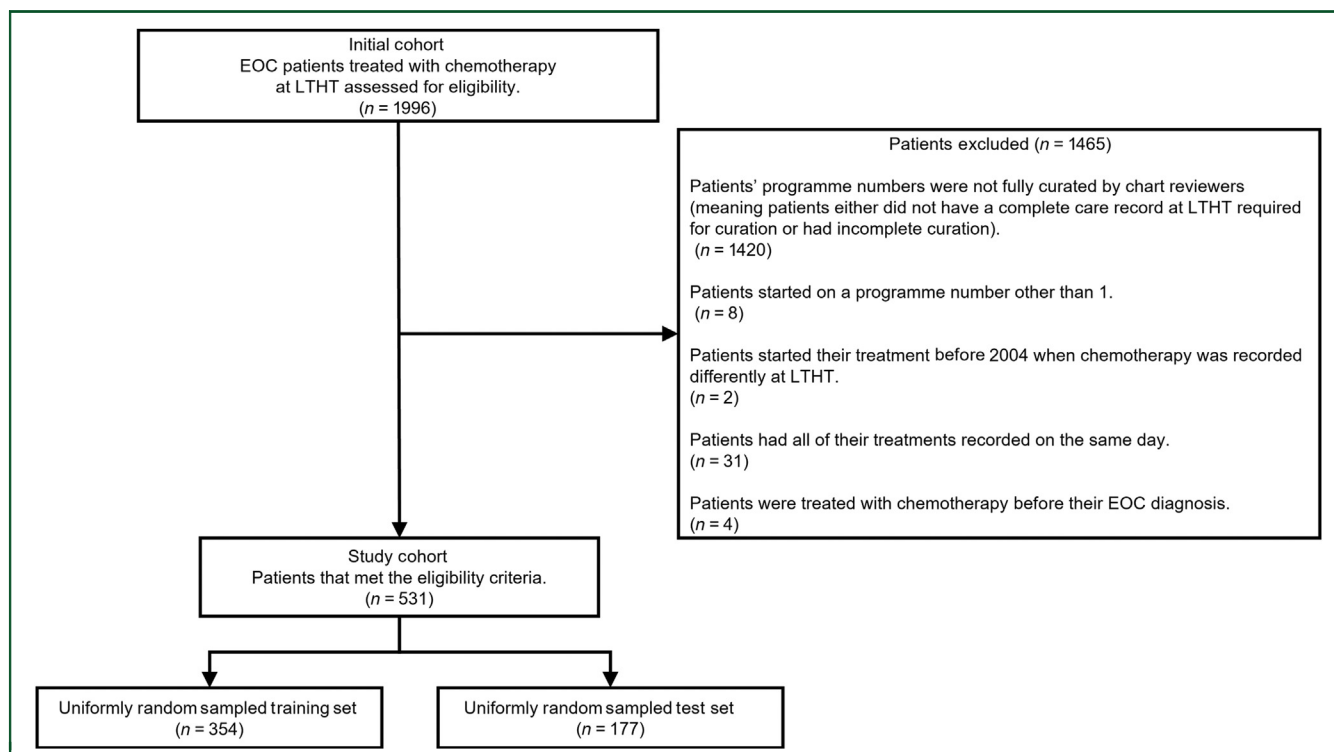 Initial cohort
EOC patients treated with chemotherapy
at LTHT assessed for eligibility.
(n = 1996)
Patients excluded (n = 1465)
Patients' programme numbers were not fully curated by chart reviewers
(meaning patients either did not have a complete care record at LTHT required
for curation or had incomplete curation).
(n = 1420)
Patients started on a programme number other than 1.
(n = 8)
Patients started their treatment before 2004 when chemotherapy was recorded
differently at LTHT.
(n = 2)
Patients had all of their treatments recorded on the same day.
(n = 31)
Patients were treated with chemotherapy before their EOC diagnosis.
(n = 4)
Study cohort
Patients that met the eligibility criteria.
(n = 531)
Uniformly random sampled training set
(n = 354)
Uniformly random sampled test set
(n = 177)